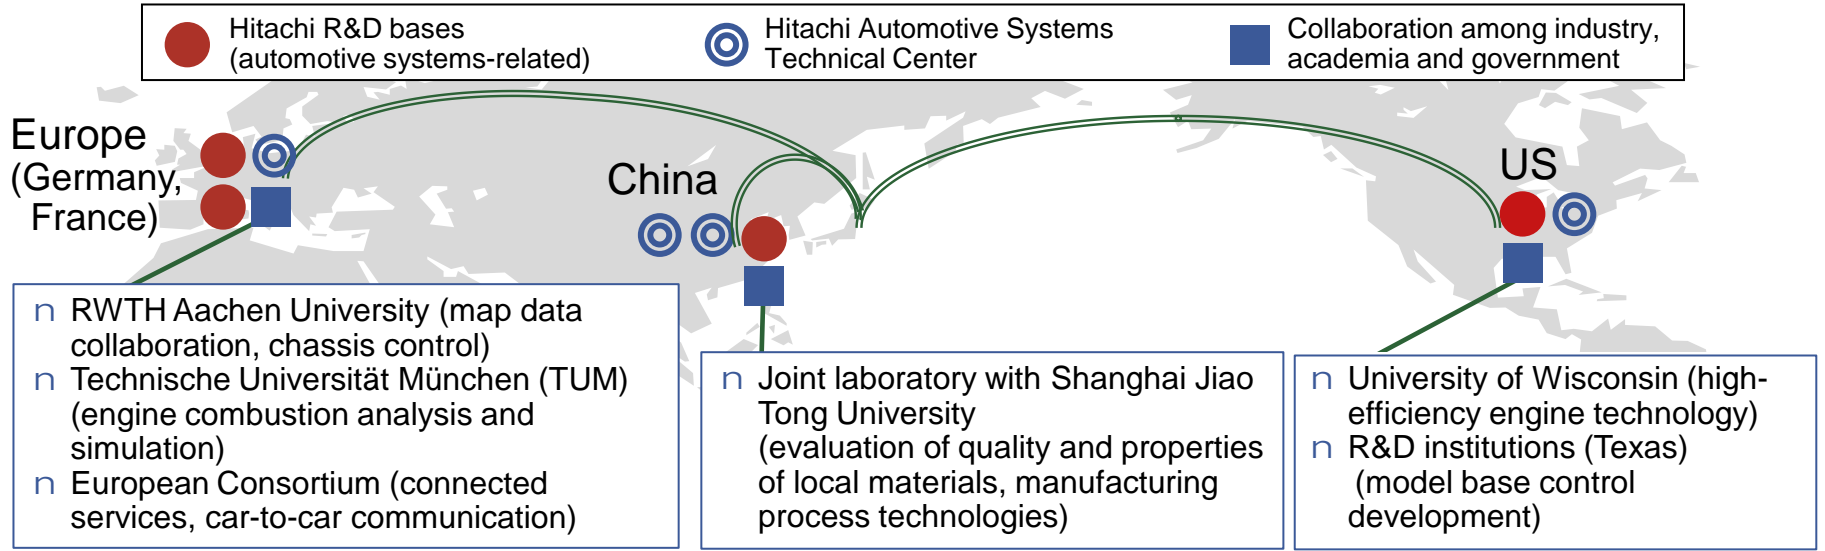 Hitachi R&D bases
(automotive systems-related)
Hitachi Automotive Systems
Technical Center
Collaboration among industry,
academia and government
Europe
(Germany,
France)
China
US
n RWTH Aachen University (map data
collaboration, chassis control)
n Technische Universität München (TUM)
(engine combustion analysis and
simulation)
n European Consortium (connected
services, car-to-car communication)
n Joint laboratory with Shanghai Jiao
Tong University
(evaluation of quality and properties
of local materials, manufacturing
process technologies)
n University of Wisconsin (high-
efficiency engine technology)
n R&D institutions (Texas)
(model base control
development)